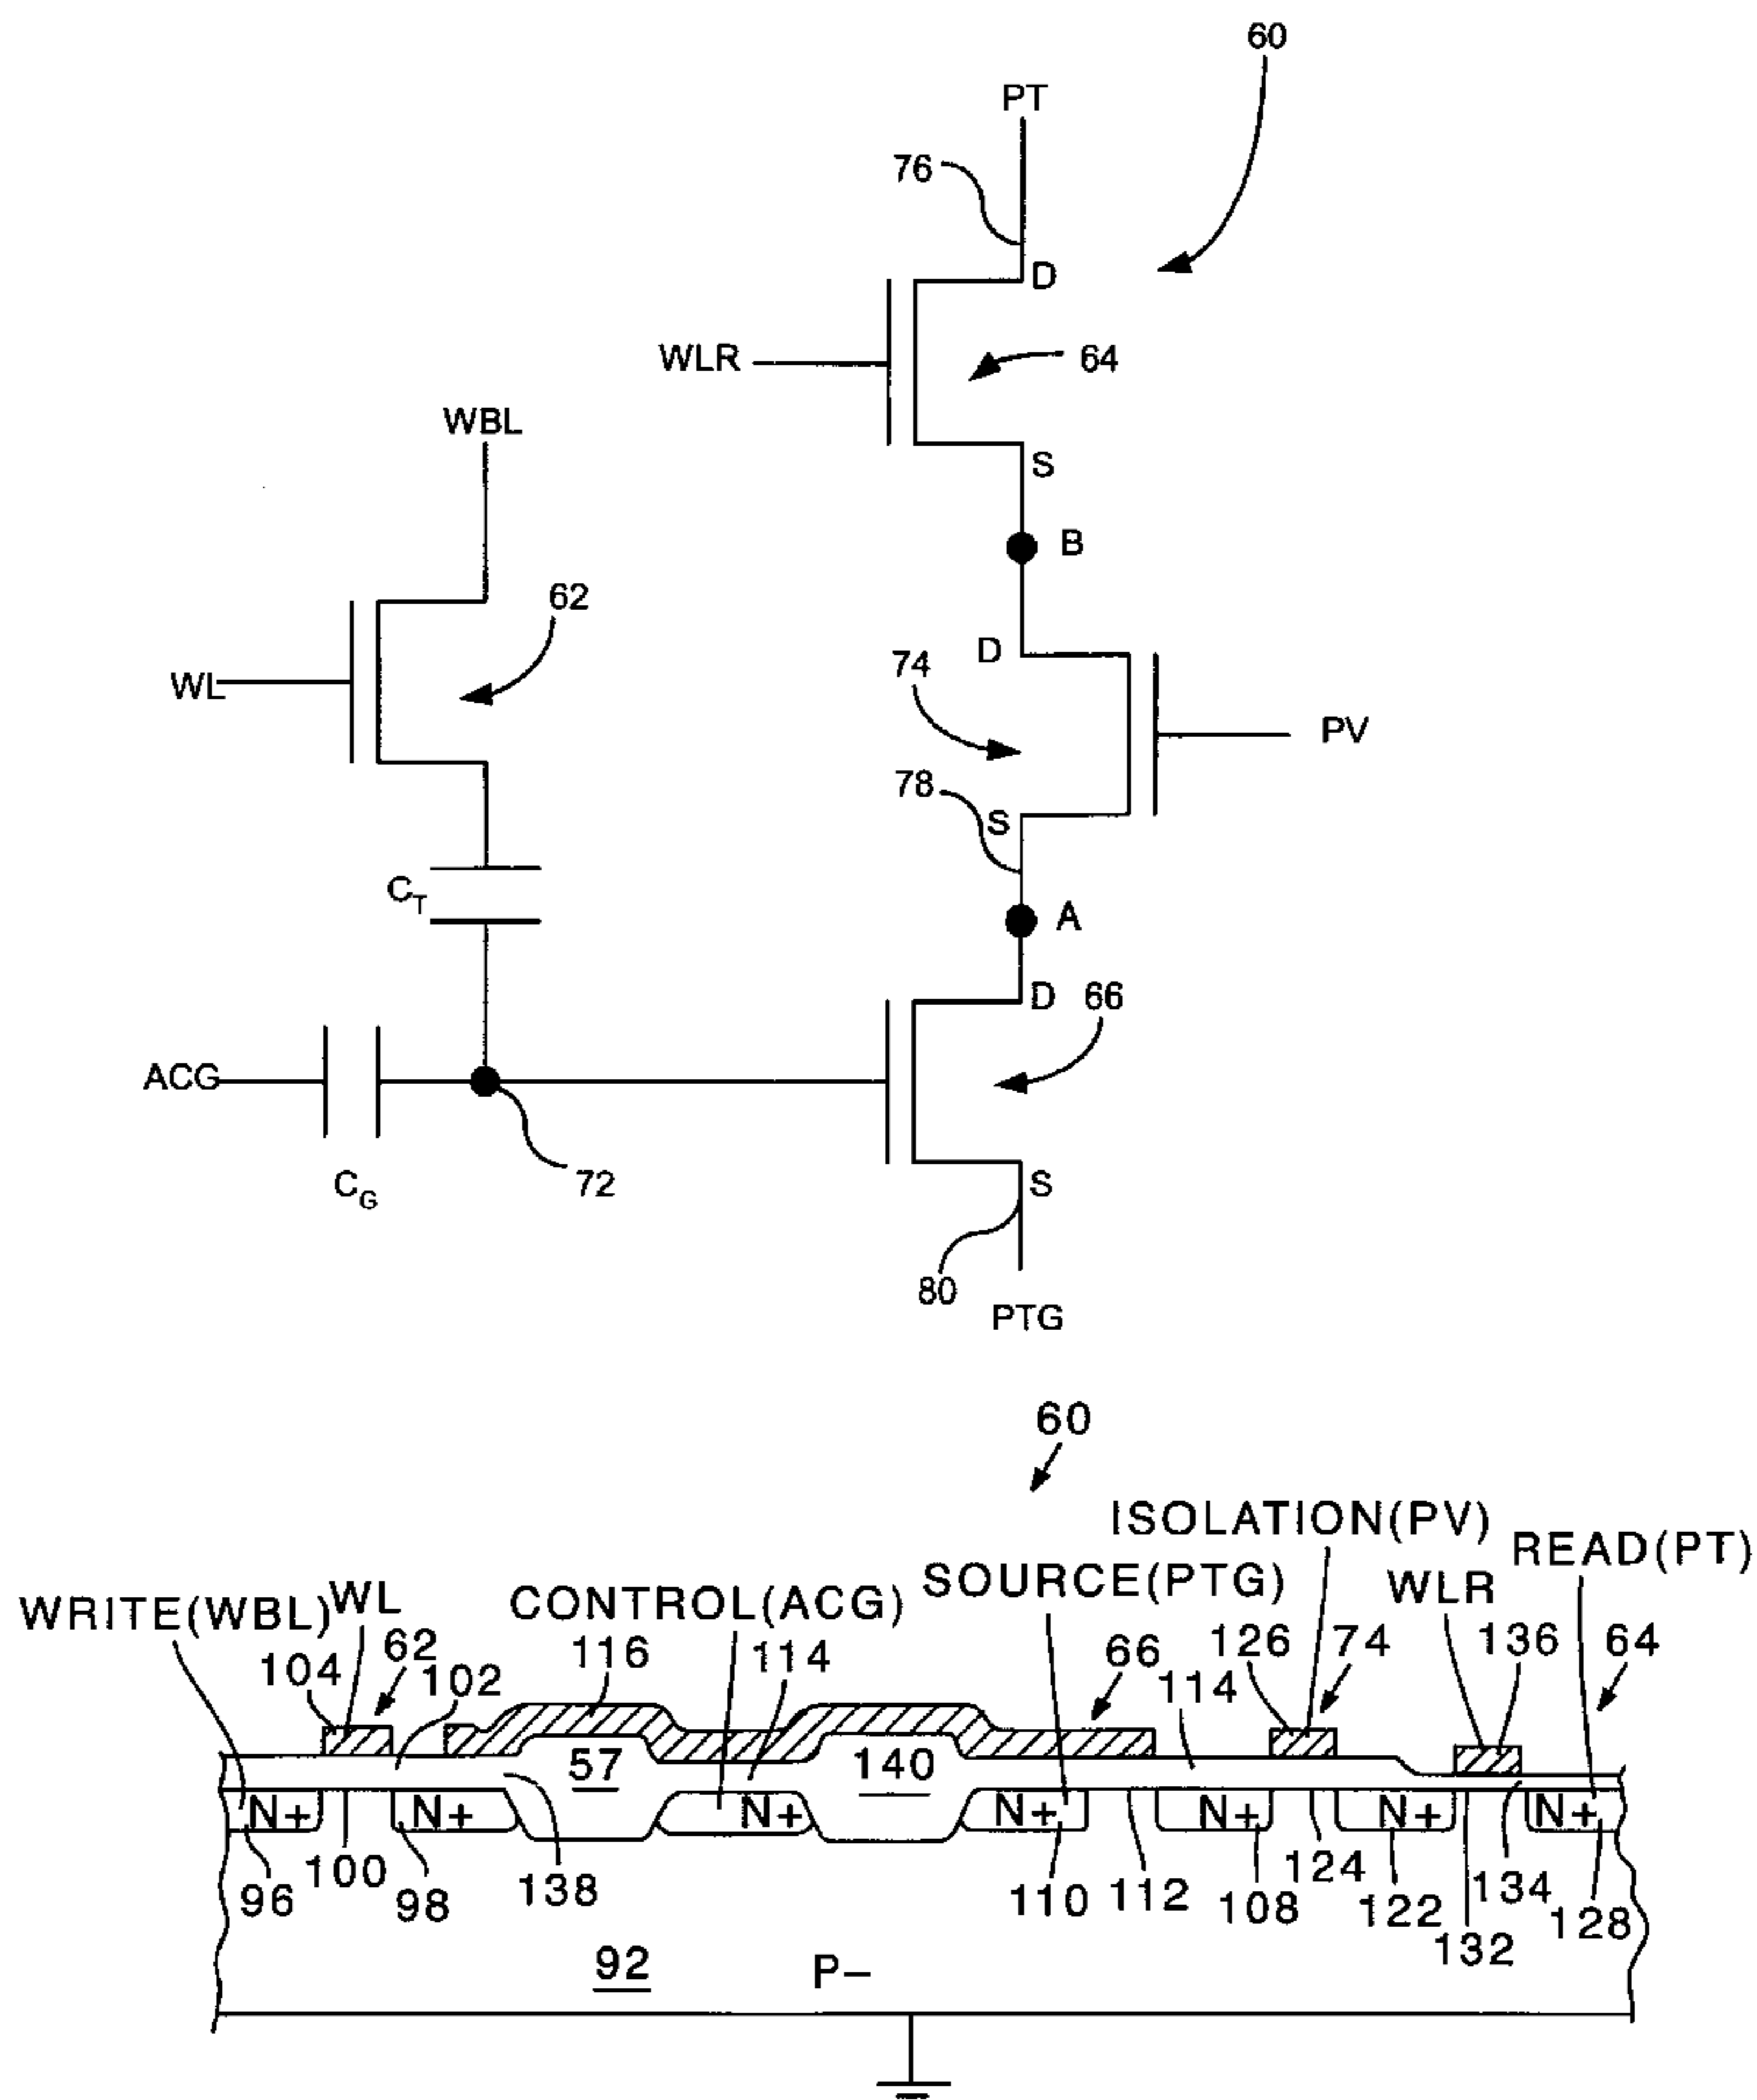 60
PT
76
D
WLR
64
WBL
S
B
62
D
74
WL
PV
78
S
C_T
A
D
66
ACG
72
C_G
S
80
PTG
60
ISOLATION(PV)
READ(PT)
SOURCE(PTG)
WLR
CONTROL(ACG)
WRITE(WBL)
WL
62
104
102
116
114
66
126
114
74
136
64
57
140
N+
N+
N+
N+
N+
N+
N+
96
100
98
138
110
112
108
124
122
134
132
128
92
P–